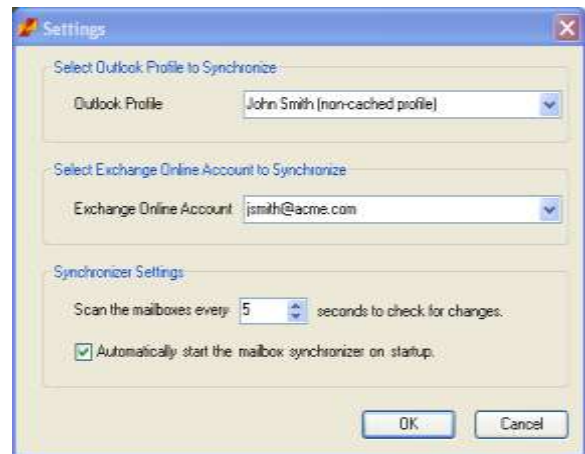 Settings
Select Outlook Profile to Synchronize
Outlook Profile John Smith (non-cached profile)
Select Exchange Online Account to Synchronize
Exchange Online Account jsmith@acme.com
Synchronizer Settings
Scan the mailboxes every 5 seconds to check for changes.
Automatically start the mailbox synchronizer on startup.
OK Cancel